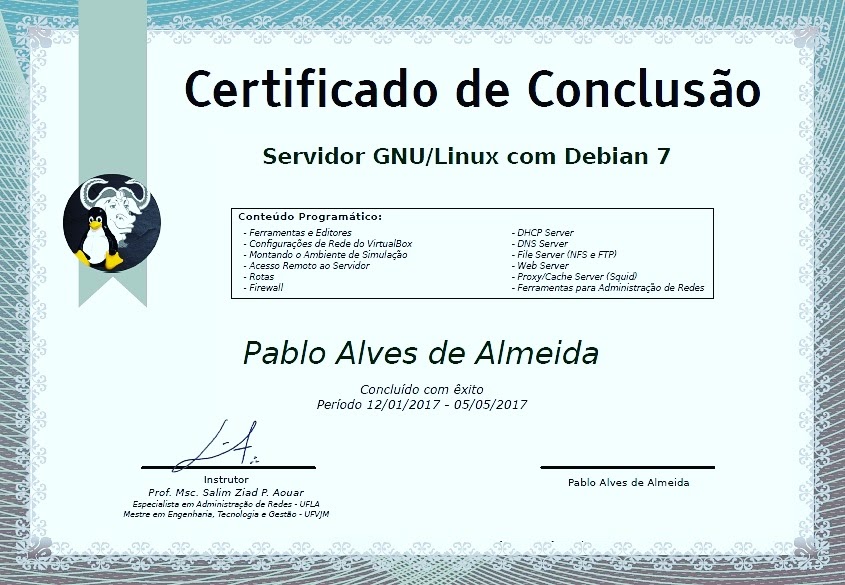 Certificado de Conclusão
Servidor GNU/Linux com Debian 7
Conteúdo Programático:
- Ferramentas e Editores
- Configurações de Rede do VirtualBox
- Montando o Ambiente de Simulação
- Acesso Remoto ao Servidor
- Rotas
- Firewall
- DHCP Server
- DNS Server
- File Server (NFS e FTP)
- Web Server
- Proxy/Cache Server (Squid)
- Ferramentas para Administração de Redes
Pablo Alves de Almeida
Concluído com êxito
Período 12/01/2017 - 05/05/2017
Instrutor
Prof. Msc. Salim Ziad P. Aouar
Especialista em Administração de Redes - UFLA
Mestre em Engenharia, Tecnologia e Gestão - UFVJM
Pablo Alves de Almeida